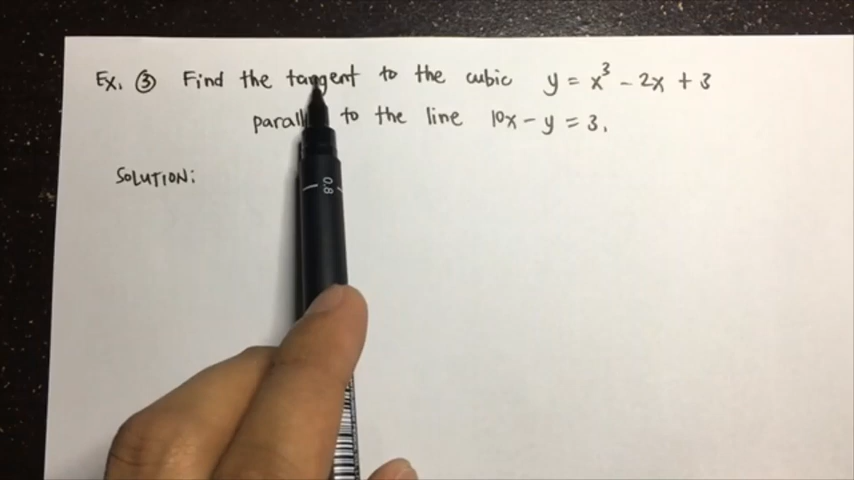 Ex. ③ Find the tangent to the cubic y = x³ - 2x + 3
to the line 10x - y = 3.
SOLUTION:
0.8